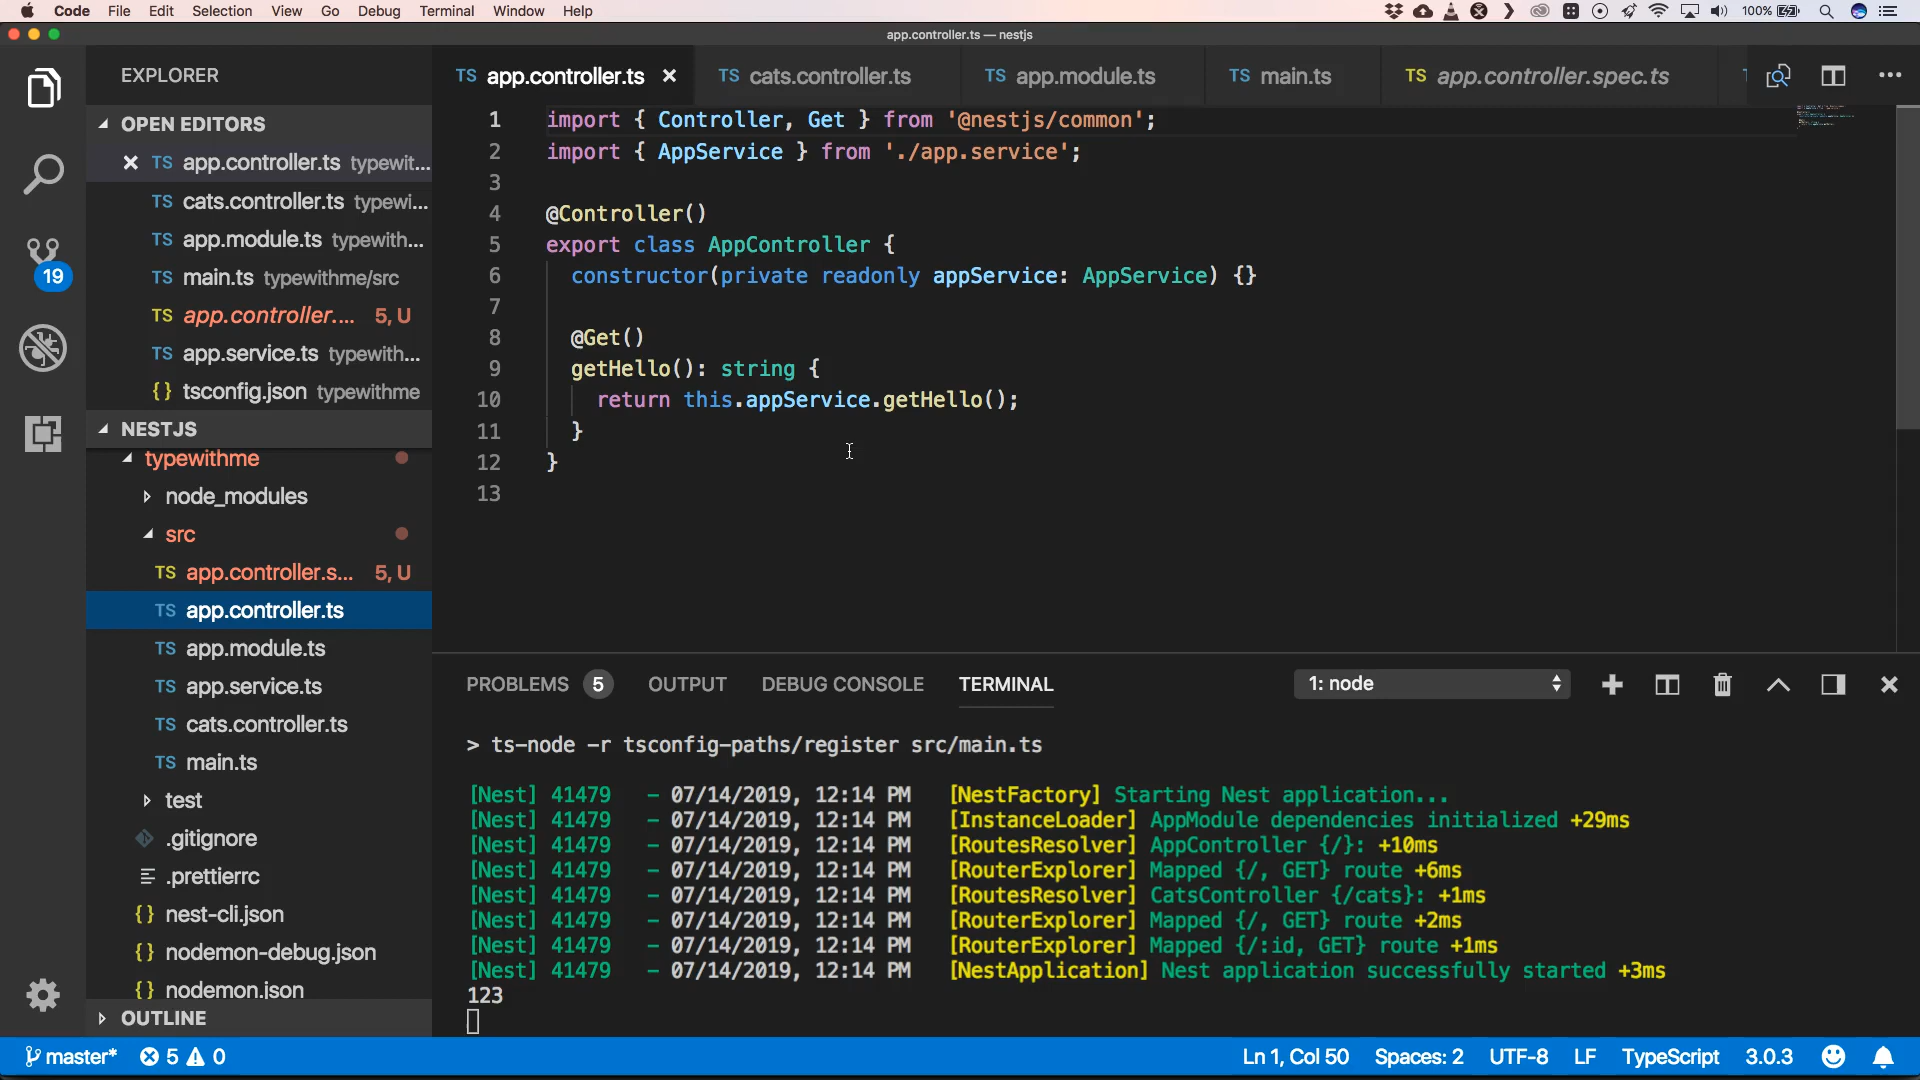 Code File Edit Selection View Go Debug Terminal Window Help 100%
app.controller.ts — nestjs
EXPLORER
TS app.controller.ts TS cats.controller.ts TS app.module.ts TS main.ts TS app.controller.spec.ts
OPEN EDITORS
TS app.controller.ts typewit...
TS cats.controller.ts typewi...
TS app.module.ts typewith...
TS main.ts typewithme/src
TS app.controller.... 5, U
TS app.service.ts typewith...
{} tsconfig.json typewithme
NESTJS
typewithme
node_modules
src
TS app.controller.s... 5, U
TS app.controller.ts
TS app.module.ts
TS app.service.ts
TS cats.controller.ts
TS main.ts
test
.gitignore
.prettierrc
{} nest-cli.json
{} nodemon-debug.json
{} nodemon.json
OUTLINE
19
1 import { Controller, Get } from '@nestjs/common';
2 import { AppService } from './app.service';
3
4 @Controller()
5 export class AppController {
6 constructor(private readonly appService: AppService) {}
7
8 @Get()
9 getHello(): string {
10 return this.appService.getHello();
11 }
12 }
13
PROBLEMS 5 OUTPUT DEBUG CONSOLE TERMINAL 1: node
> ts-node -r tsconfig-paths/register src/main.ts
[Nest] 41479 - 07/14/2019, 12:14 PM [NestFactory] Starting Nest application...
[Nest] 41479 - 07/14/2019, 12:14 PM [InstanceLoader] AppModule dependencies initialized +29ms
[Nest] 41479 - 07/14/2019, 12:14 PM [RoutesResolver] AppController {/}: +10ms
[Nest] 41479 - 07/14/2019, 12:14 PM [RouterExplorer] Mapped {/, GET} route +6ms
[Nest] 41479 - 07/14/2019, 12:14 PM [RoutesResolver] CatsController {/cats}: +1ms
[Nest] 41479 - 07/14/2019, 12:14 PM [RouterExplorer] Mapped {/, GET} route +2ms
[Nest] 41479 - 07/14/2019, 12:14 PM [RouterExplorer] Mapped {/:id, GET} route +1ms
[Nest] 41479 - 07/14/2019, 12:14 PM [NestApplication] Nest application successfully started +3ms
123
master* 5 0 Ln 1, Col 50 Spaces: 2 UTF-8 LF TypeScript 3.0.3